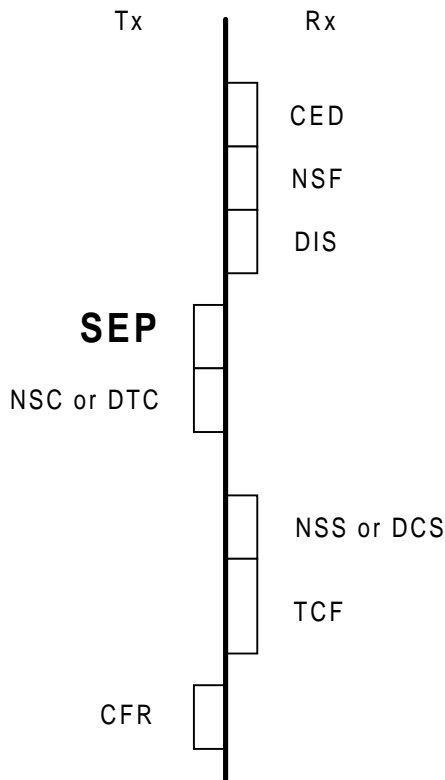 Tx Rx
CED
NSF
DIS
SEP
NSC or DTC
NSS or DCS
TCF
CFR